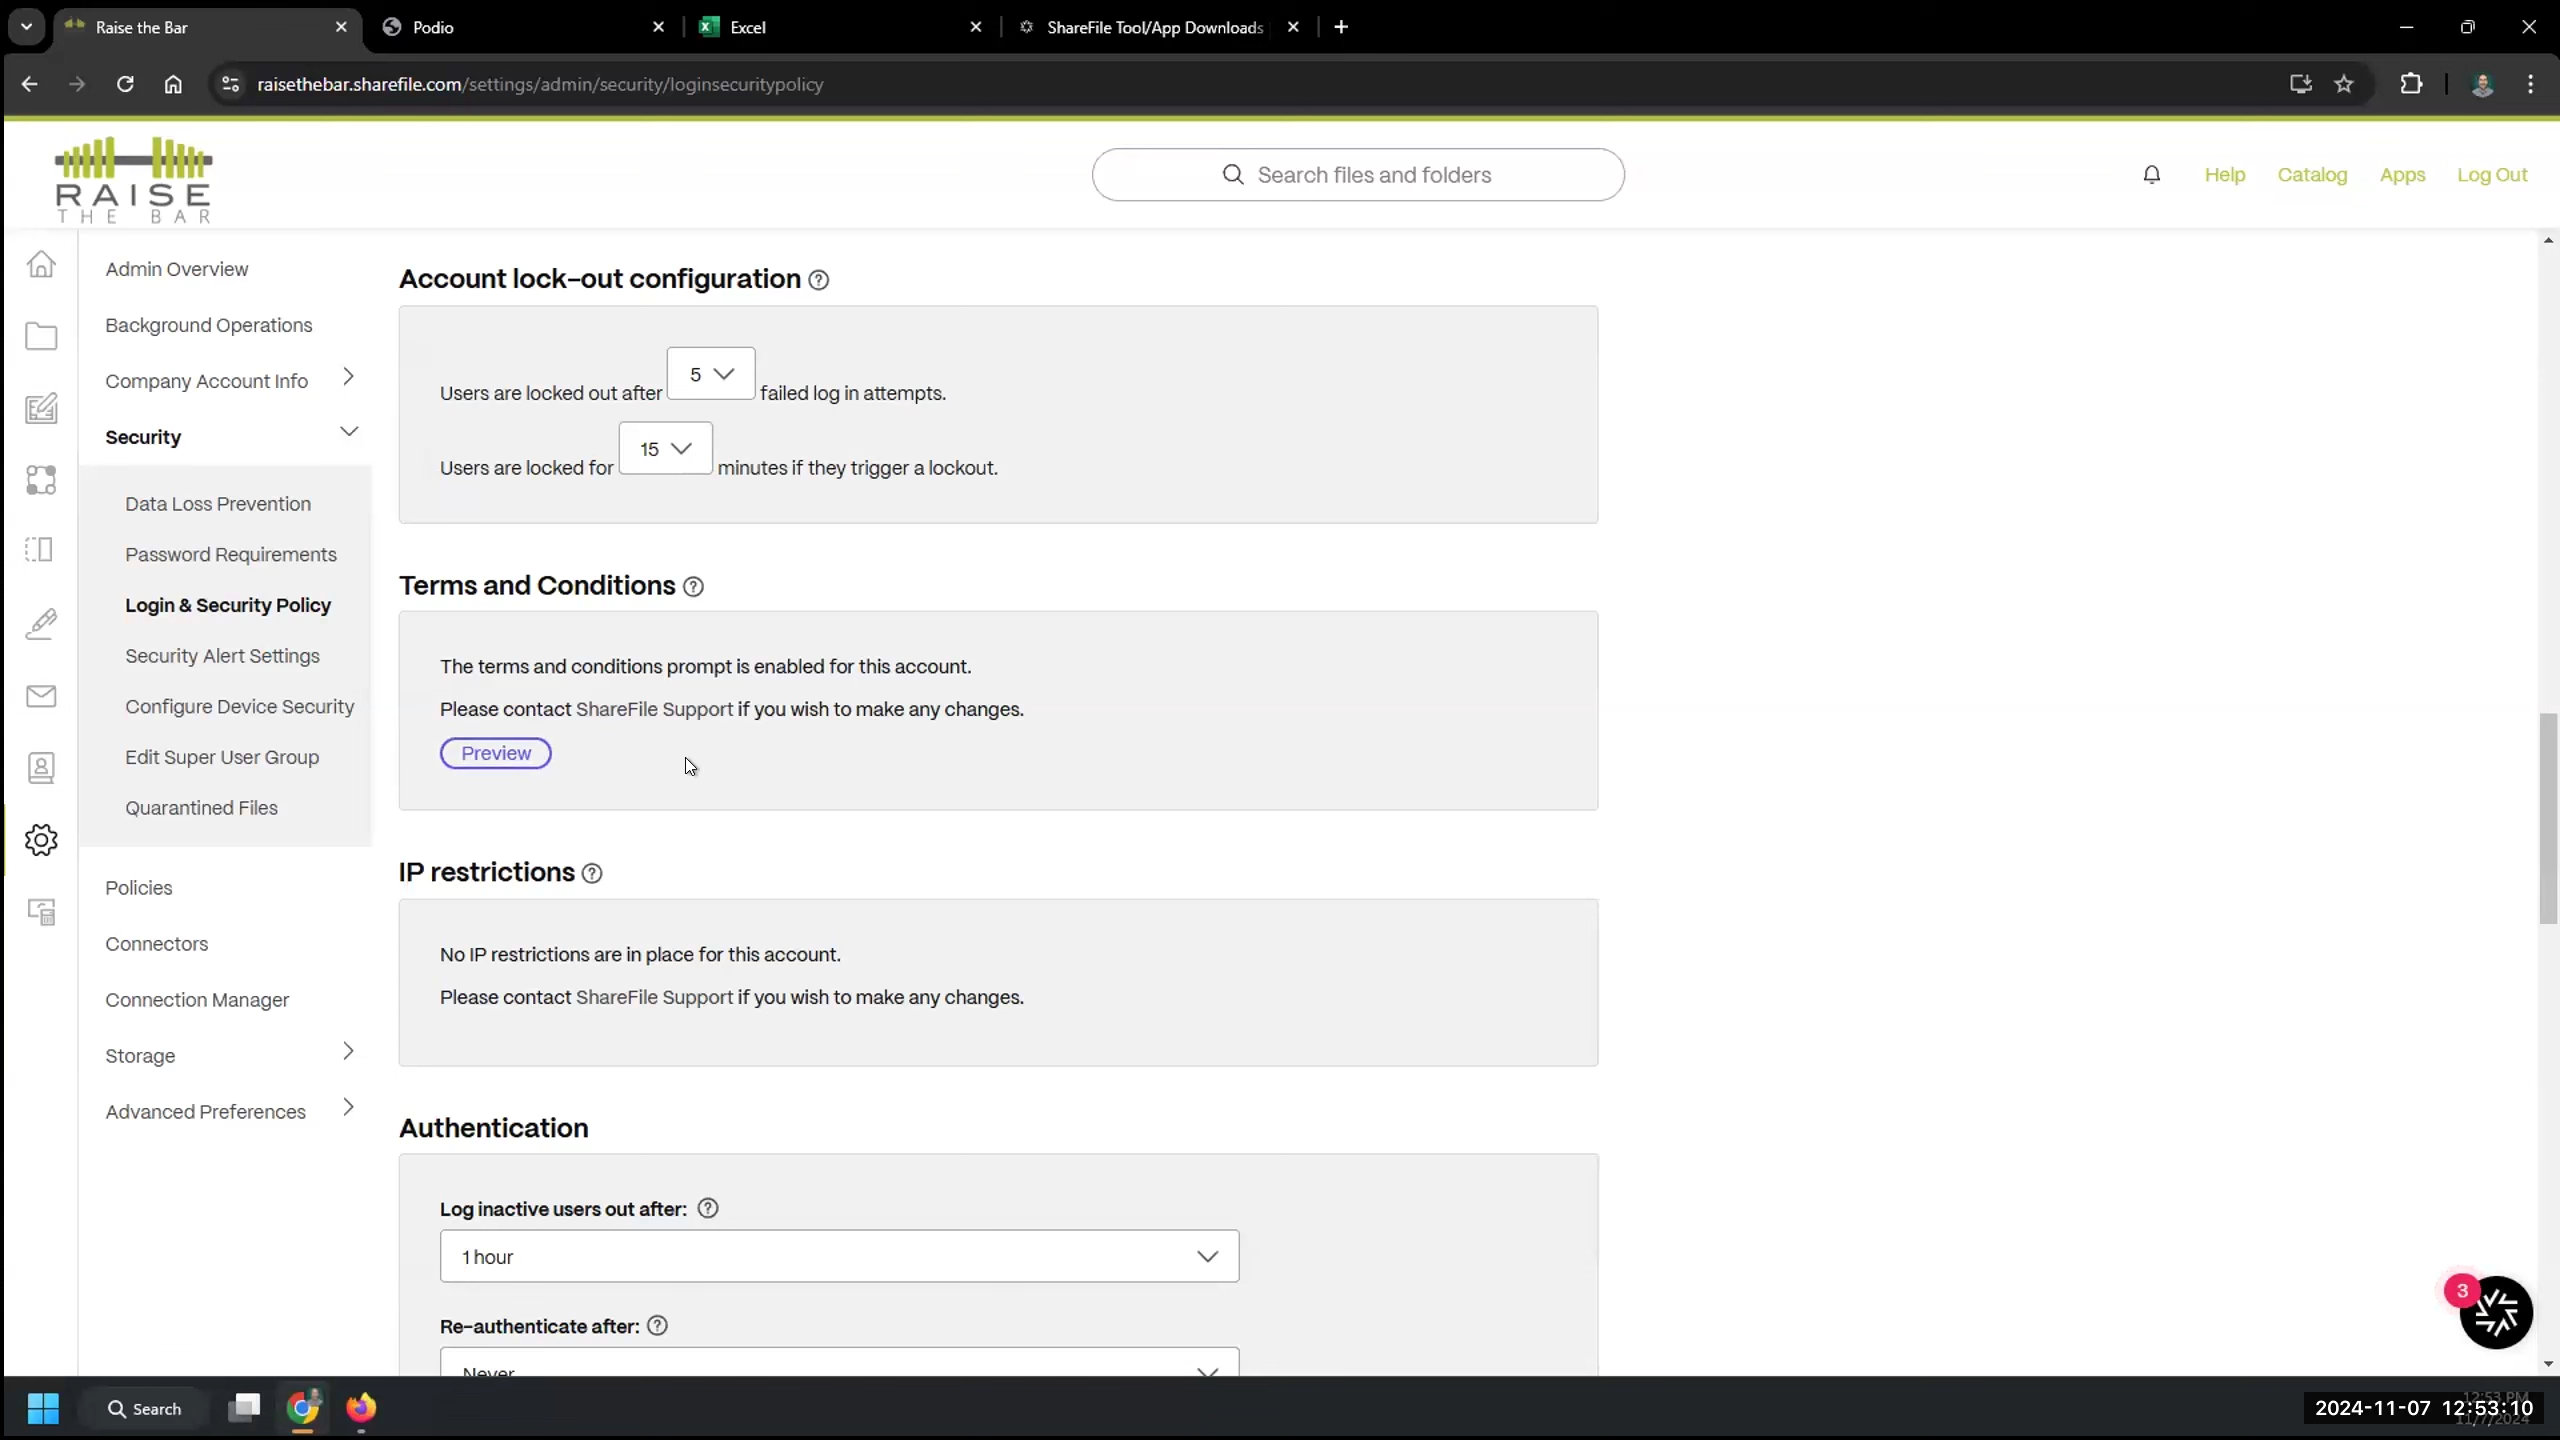 Raise the Bar
Podio
Excel
ShareFile Tool/App Downloads
raisethebar.sharefile.com/settings/admin/security/loginsecuritypolicy
RAISE
THE BAR
Search files and folders
Help
Catalog
Apps
Log Out
Admin Overview
Background Operations
Company Account Info
Security
Data Loss Prevention
Password Requirements
Login & Security Policy
Security Alert Settings
Configure Device Security
Edit Super User Group
Quarantined Files
Policies
Connectors
Connection Manager
Storage
Advanced Preferences
Account lock-out configuration
Users are locked out after 5 failed log in attempts.
Users are locked for 15 minutes if they trigger a lockout.
Terms and Conditions
The terms and conditions prompt is enabled for this account.
Please contact ShareFile Support if you wish to make any changes.
Preview
IP restrictions
No IP restrictions are in place for this account.
Please contact ShareFile Support if you wish to make any changes.
Authentication
Log inactive users out after:
1 hour
Re-authenticate after:
Never
3
Search
12:53 PM
2024-11-07 12:53:10
11/7/2024